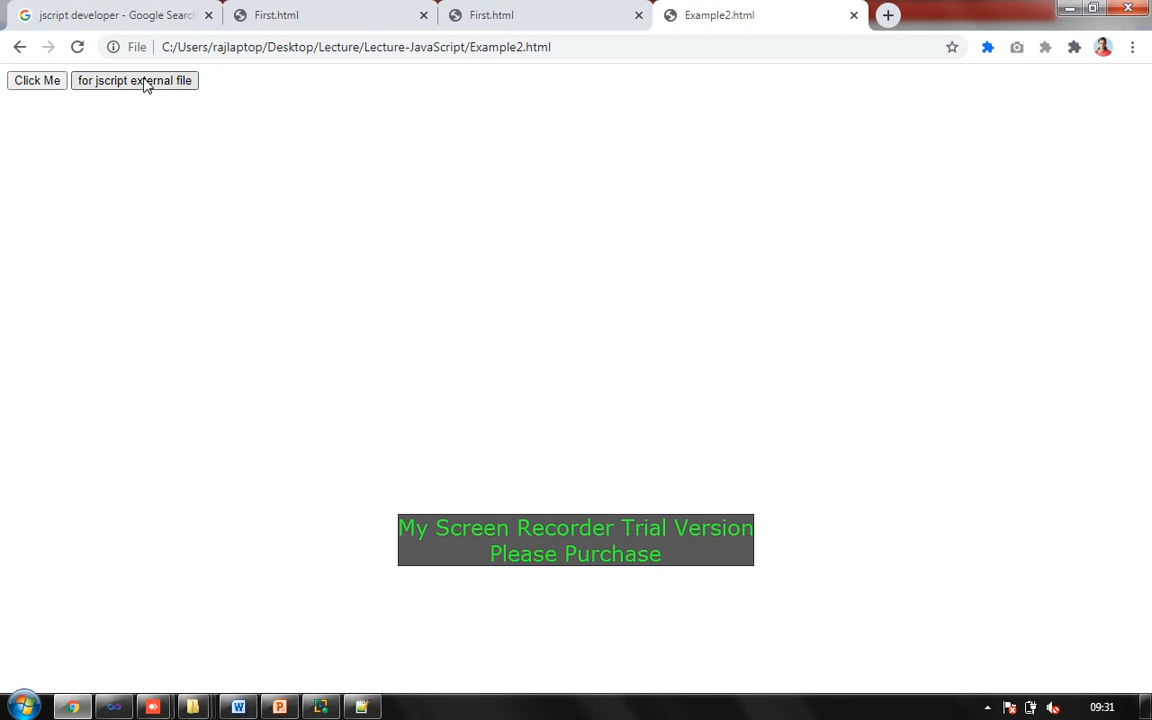 jscript developer - Google Search
First.html
First.html
Example2.html
File
C:/Users/rajlaptop/Desktop/Lecture/Lecture-JavaScript/Example2.html
Click Me
for jscript external file
My Screen Recorder Trial Version
Please Purchase
09:31